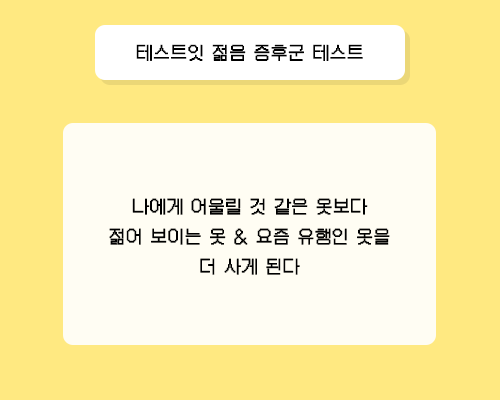 테스트잇 젊음 증후군 테스트
나에게 어울릴 것 같은 옷보다
젊어 보이는 옷 & 요즘 유행인 옷을
더 사게 된다